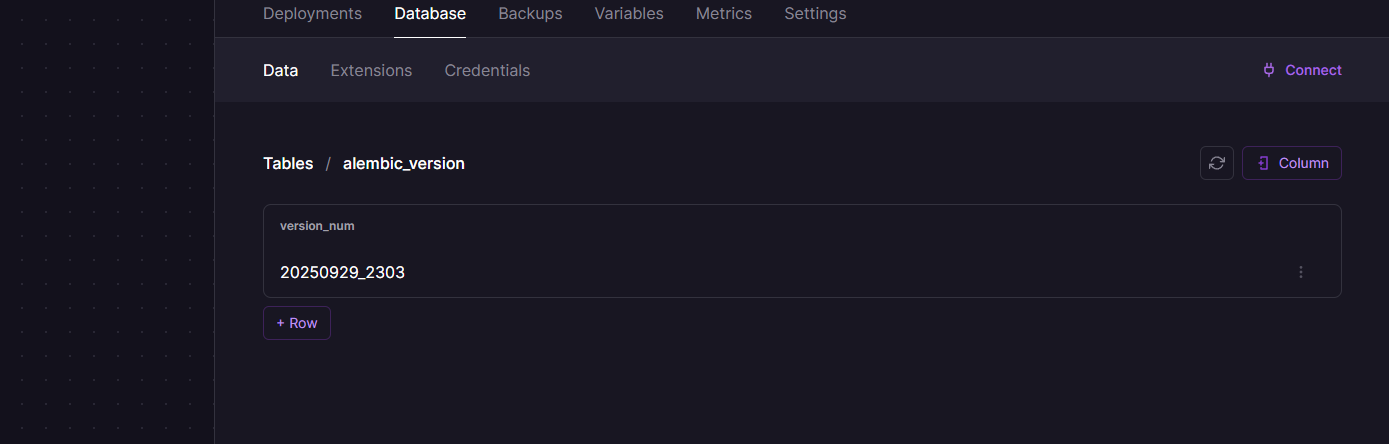 Deployments Database Backups Variables Metrics Settings
Data Extensions Credentials Connect
Tables / alembic_version Column
version_num
20250929_2303
+ Row